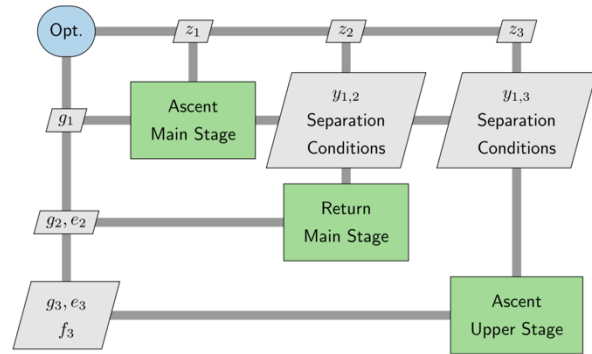 Opt.
z₁
z₂
z₃
g₁
Ascent
Main Stage
y₁,₂
Separation
Conditions
y₁,₃
Separation
Conditions
g₂, e₂
Return
Main Stage
g₃, e₃
f₃
Ascent
Upper Stage